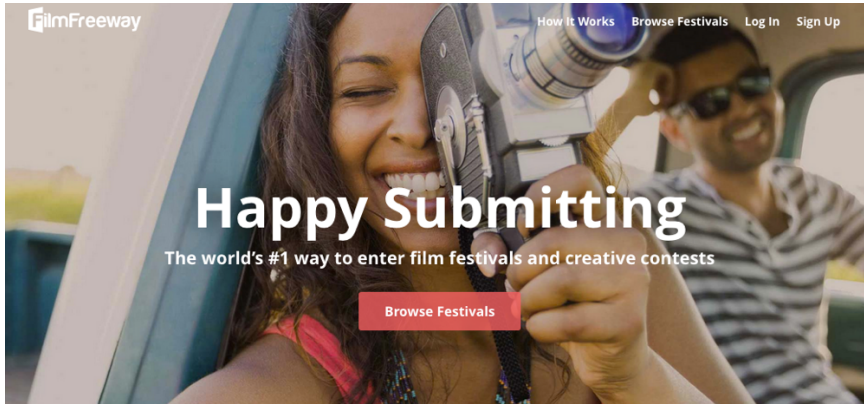 FilmFreeway
How It Works Browse Festivals Log In Sign Up
Happy Submitting
The world's #1 way to enter film festivals and creative contests
Browse Festivals